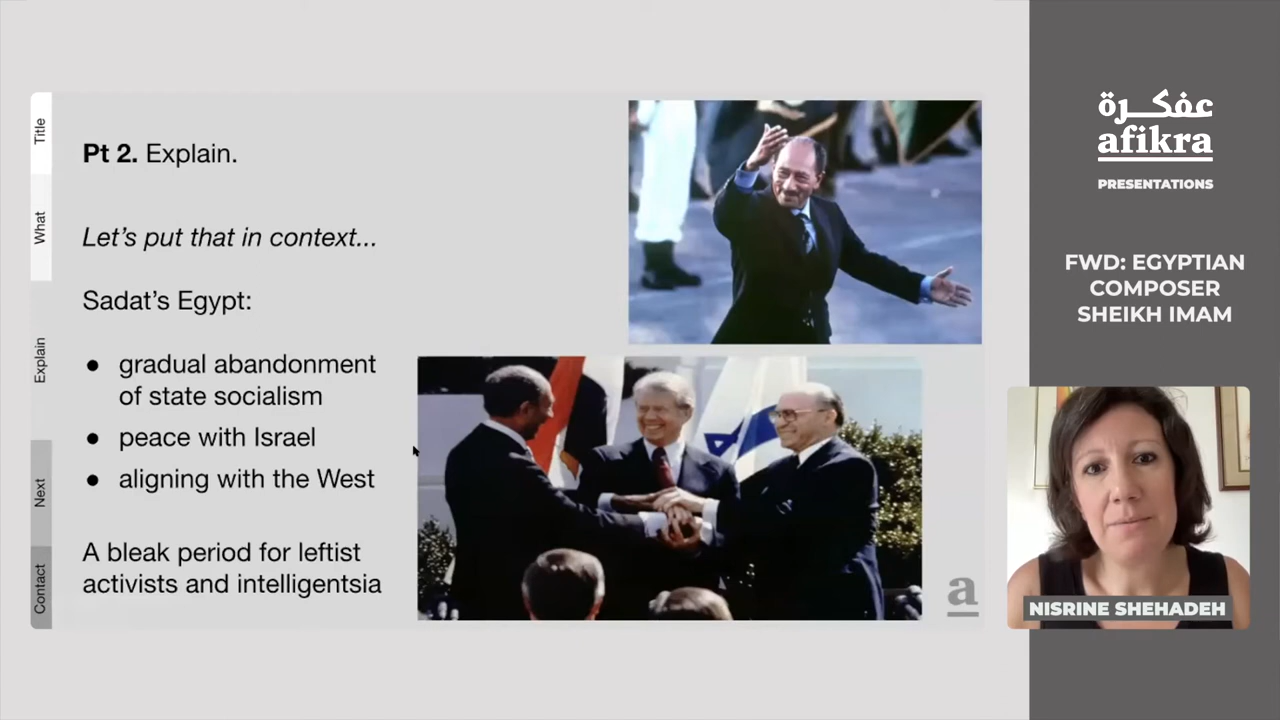 Title
What
Explain
Next
Contact
Pt 2. Explain.
Let's put that in context...
Sadat's Egypt:
● gradual abandonment
of state socialism
● peace with Israel
● aligning with the West
A bleak period for leftist
activists and intelligentsia
a
عفكرة
afikra
PRESENTATIONS
FWD: EGYPTIAN
COMPOSER
SHEIKH IMAM
NISRINE SHEHADEH